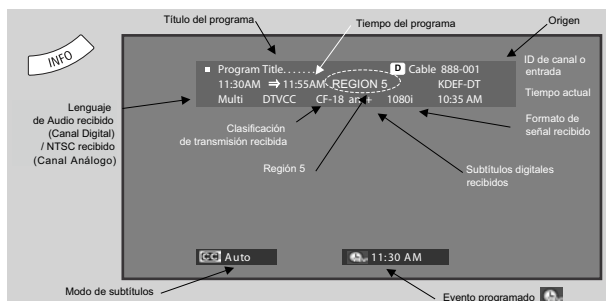 Título del programa
Tiempo del programa
Origen
INFO
Program Title.......
D Cable 888-001
ID de canal o
entrada
11:30AM ⇒ 11:55AM REGION 5
KDEF-DT
Tiempo actual
Multi DTVCC CF-18 ans+ 1080i 10:35 AM
Lenguaje
de Audio recibido
(Canal Digital)
/ NTSC recibido
(Canal Análogo)
Formato de
señal recibido
Clasificación
de transmisión recibida
Región 5
Subtítulos digitales
recibidos
CC Auto
11:30 AM
Modo de subtítulos
Evento programado